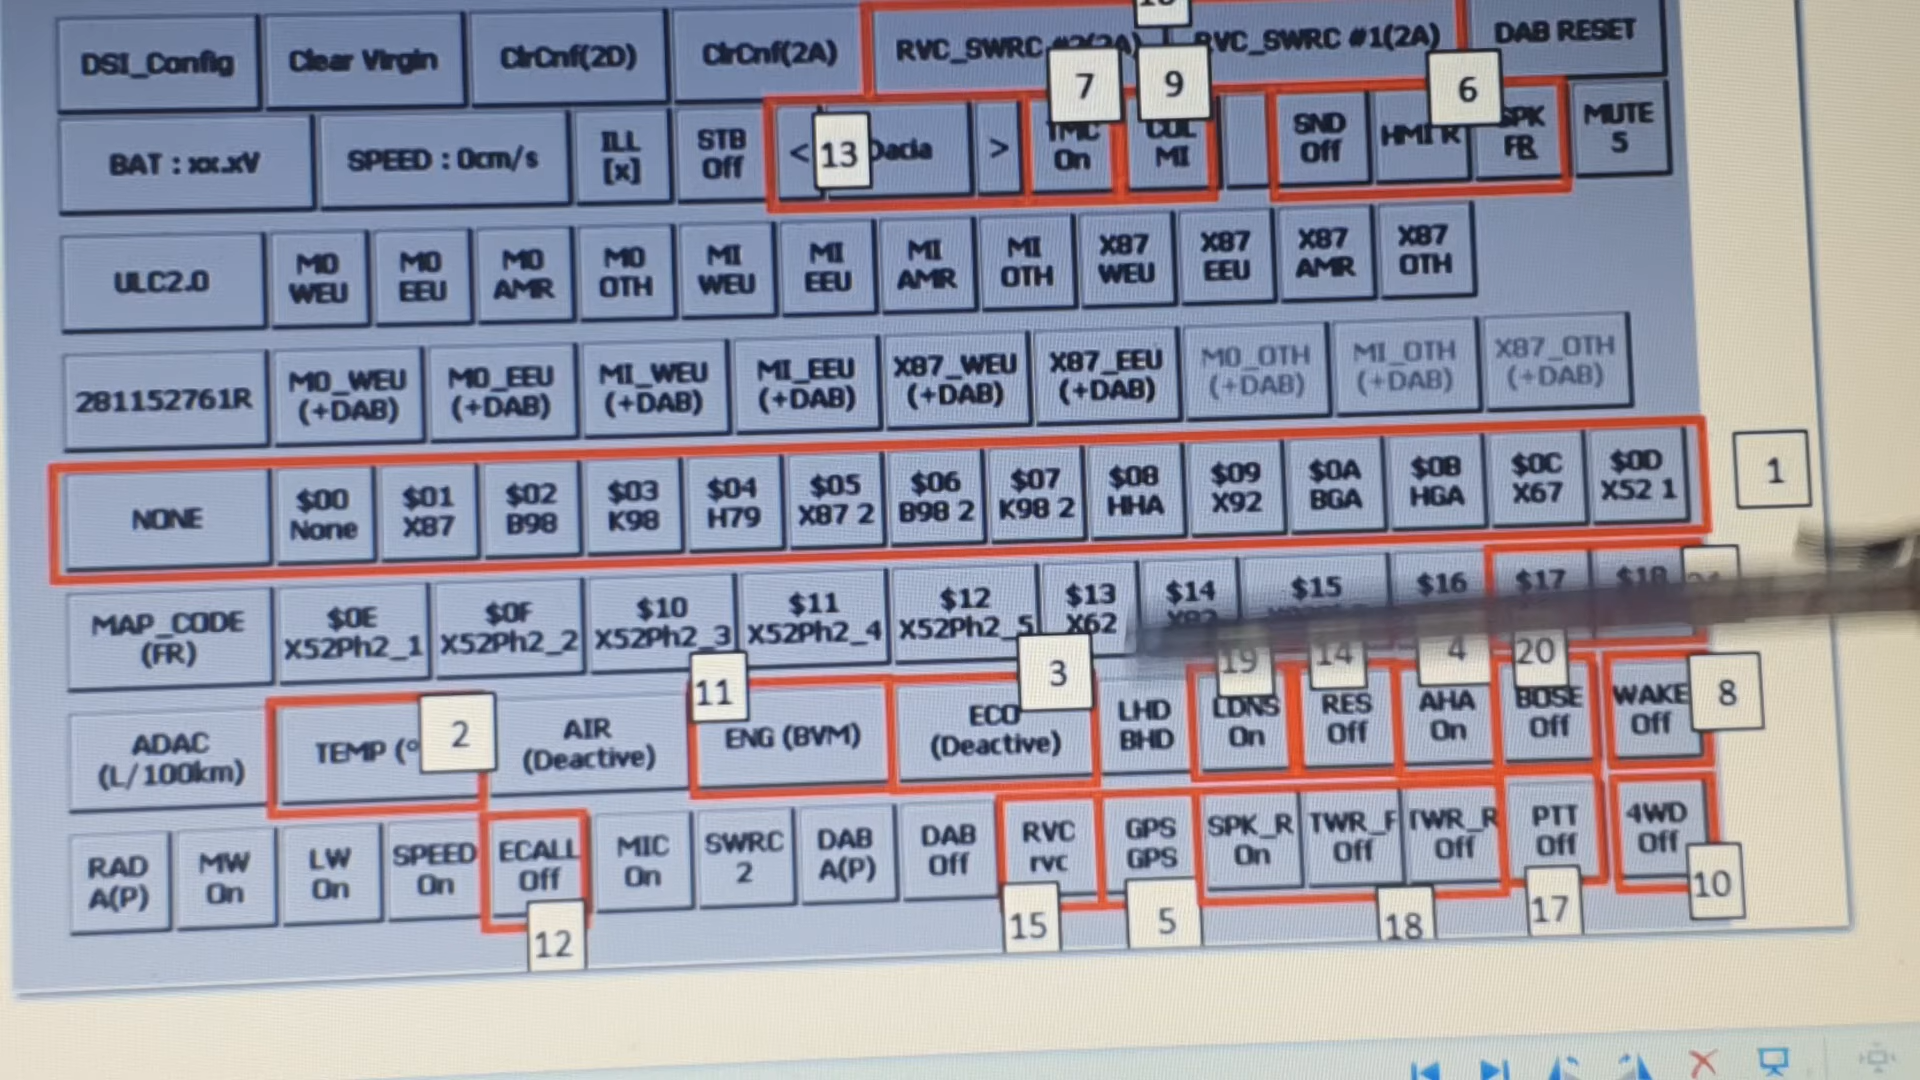 DSI_Config Clear Virgin ClrCnf(2D) ClrCnf(2A) RVC_SWRC RVC_SWRC #1(2A) DAB RESET
7 9 6
BAT : xx.xV SPEED : 0cm/s ILL [x] STB Off < 13 Dacia > TMC On COL MI SND Off HMI R SPK FR MUTE 5
ULC2.0 M0 WEU M0 EEU M0 AMR M0 OTH MI WEU MI EEU MI AMR MI OTH X87 WEU X87 EEU X87 AMR X87 OTH
281152761R M0_WEU (+DAB) M0_EEU (+DAB) MI_WEU (+DAB) MI_EEU (+DAB) X87_WEU (+DAB) X87_EEU (+DAB) M0_OTH (+DAB) MI_OTH (+DAB) X87_OTH (+DAB)
NONE $00 None $01 X87 $02 B98 $03 K98 $04 H79 $05 X87 2 $06 B98 2 $07 K98 2 $08 HHA $09 X92 $0A BGA $0B HGA $0C X67 $0D X52 1 1
MAP_CODE (FR) $0E X52Ph2_1 $0F X52Ph2_2 $10 X52Ph2_3 $11 X52Ph2_4 $12 X52Ph2_5 $13 X62 $14 $15 $16 $17 $18
11 3 19 14 4 20
ADAC (L/100km) TEMP (° 2 AIR (Deactive) ENG (BVM) ECO (Deactive) LHD BHD LDNS On RES Off AHA On BOSE Off WAKE Off 8
RAD A(P) MW On LW On SPEED On ECALL Off MIC On SWRC 2 DAB A(P) DAB Off RVC rvc GPS GPS SPK_R On TWR_F Off TWR_R Off PTT Off 4WD Off
12 15 5 18 17 10